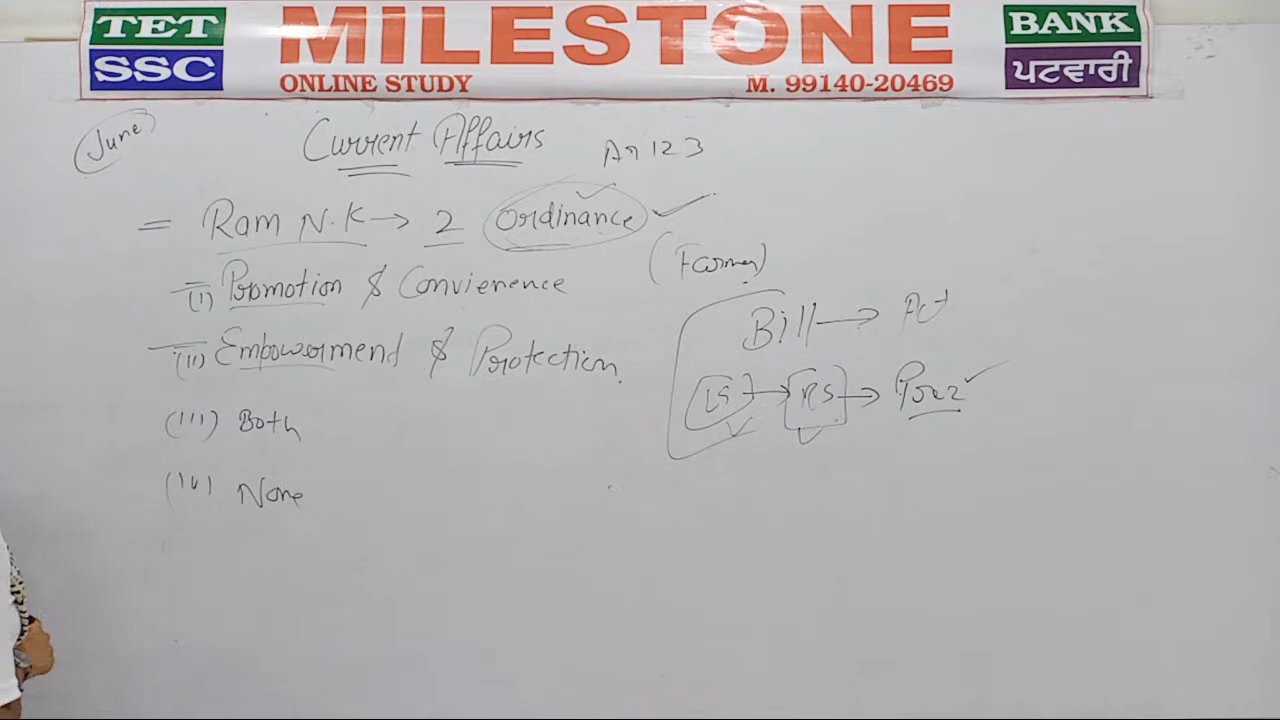 TET
SSC
MILESTONE
ONLINE STUDY
M. 99140-20469
BANK
ਪਟਵਾਰੀ
June
Current Affairs
Ar 123
= Ram N.K → 2 Ordinance
(Farmer)
(i) Promotion & Convienence
Bill → Act
(ii) Empowermend & Protection.
LS → RS → Prez
(iii) Both
(iv) None